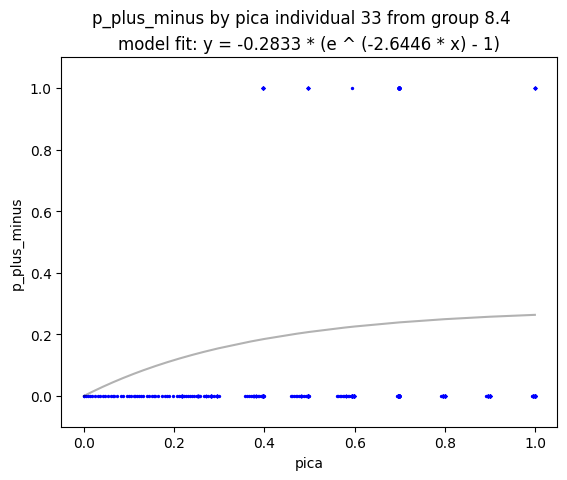 p_plus_minus by pica individual 33 from group 8.4
model fit: y = -0.2833 * (e ^ (-2.6446 * x) - 1)
1.0
0.8
0.6
0.4
0.2
0.0
p_plus_minus
0.0 0.2 0.4 0.6 0.8 1.0
pica